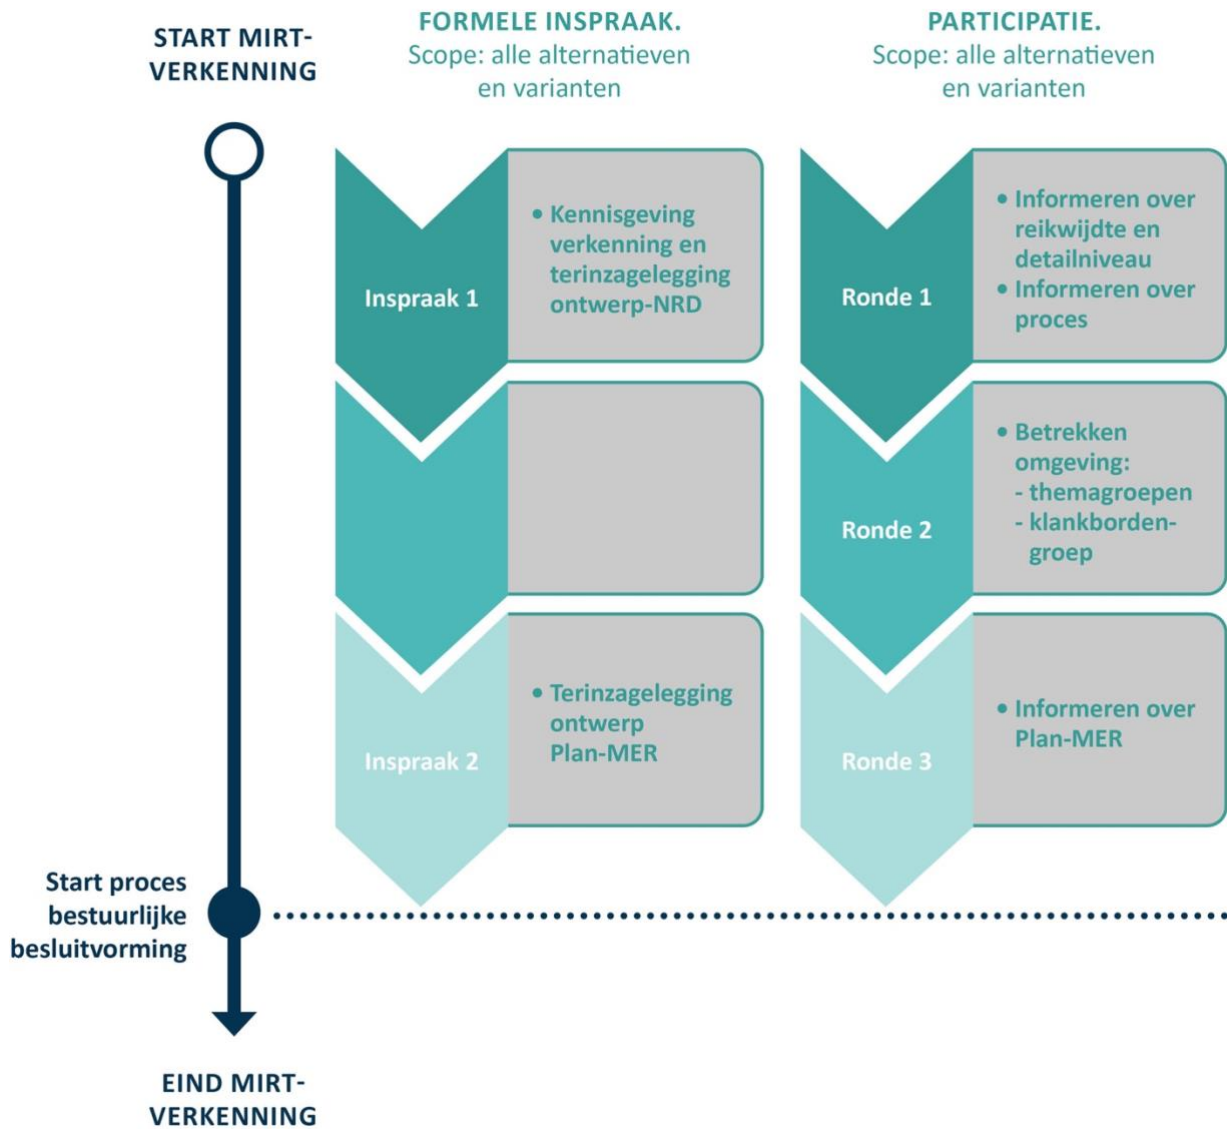 START MIRT-
VERKENNING
FORMELE INSPRAAK.
Scope: alle alternatieven
en varianten
PARTICIPATIE.
Scope: alle alternatieven
en varianten
Inspraak 1
• Kennisgeving
verkenning en
terinzagelegging
ontwerp-NRD
Ronde 1
• Informeren over
reikwijdte en
detailniveau
• Informeren over
proces
Ronde 2
• Betrekken
omgeving:
- themagroepen
- klankborden-
groep
Inspraak 2
• Terinzagelegging
ontwerp
Plan-MER
Ronde 3
• Informeren over
Plan-MER
Start proces
bestuurlijke
besluitvorming
EIND MIRT-
VERKENNING